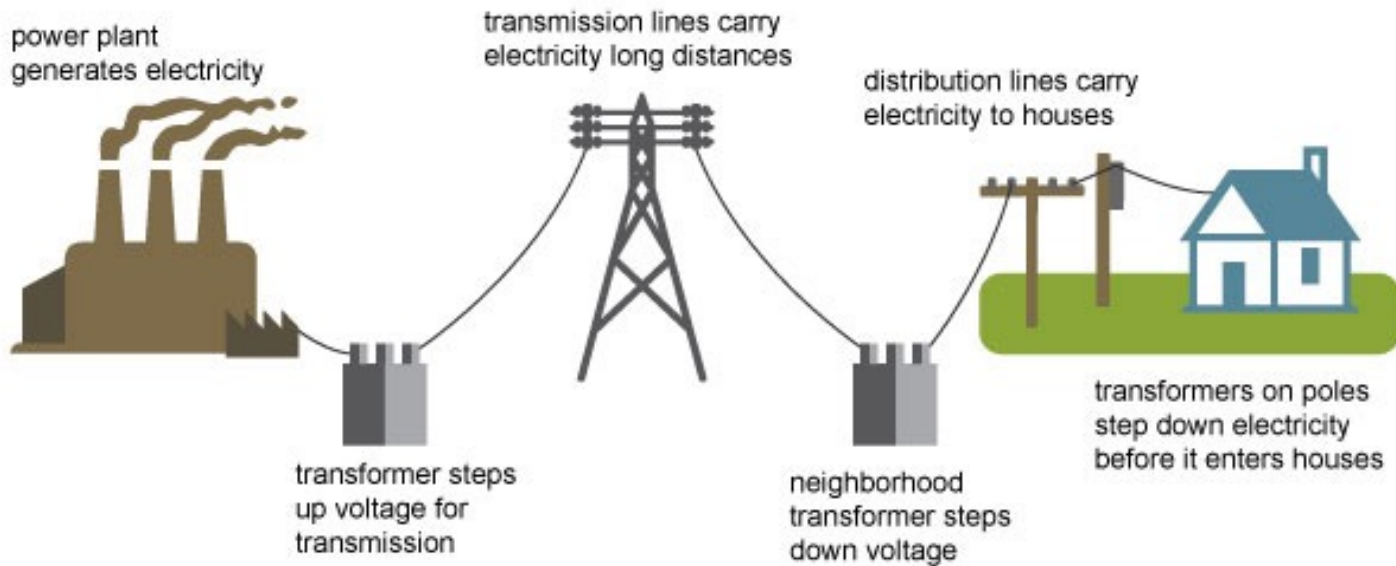 power plant
generates electricity
transformer steps
up voltage for
transmission
transmission lines carry
electricity long distances
neighborhood
transformer steps
down voltage
distribution lines carry
electricity to houses
transformers on poles
step down electricity
before it enters houses